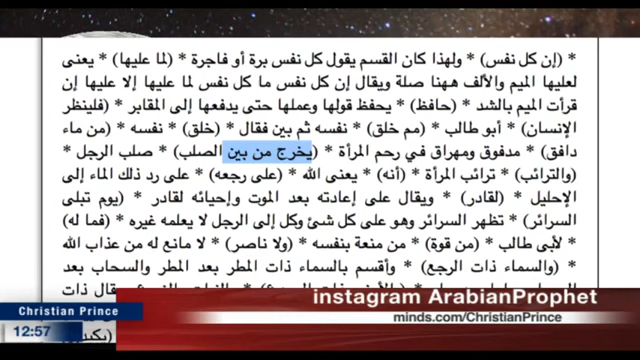 * (إن كل نفس) * ولهذا كان القسم يقول كل نفس برة أو فاجرة * (لما عليها) * يعنى
لعليها الميم والألف ههنا صلة ويقال إن كل نفس ما كل نفس لما عليها إلا عليها إن
قرأت الميم بالشد * (حافظ) * يحفظ قولها وعملها حتى يدفعها إلى المقابر * (فلينظر
الإنسان) * أبو طالب * (مم خلق) * نفسه ثم بين فقال * (خلق) * نفسه * (من ماء
دافق) * مدفوق ومهراق في رحم المرأة * (يخرج من بين الصلب) * صلب الرجل *
(والترائب) * ترائب المرأة * (أنه) * يعنى الله * (على رجعه) * على رد ذلك الماء إلى
الإحليل * (لقادر) * ويقال على إعادته بعد الموت وإحيائه لقادر * (يوم تبلى
السرائر) * تظهر السرائر وهو على كل شئ وكل إلى الرجل لا يعلمه غيره * (فما له) *
لأبى طالب * (من قوة) * من منعة بنفسه * (ولا ناصر) * لا مانع له من عذاب الله
* (والسماء ذات الرجع) * وأقسم بالسماء ذات المطر بعد المطر والسحاب بعد
instagram ArabianProphet
Christian Prince
minds.com/ChristianPrince
12:57